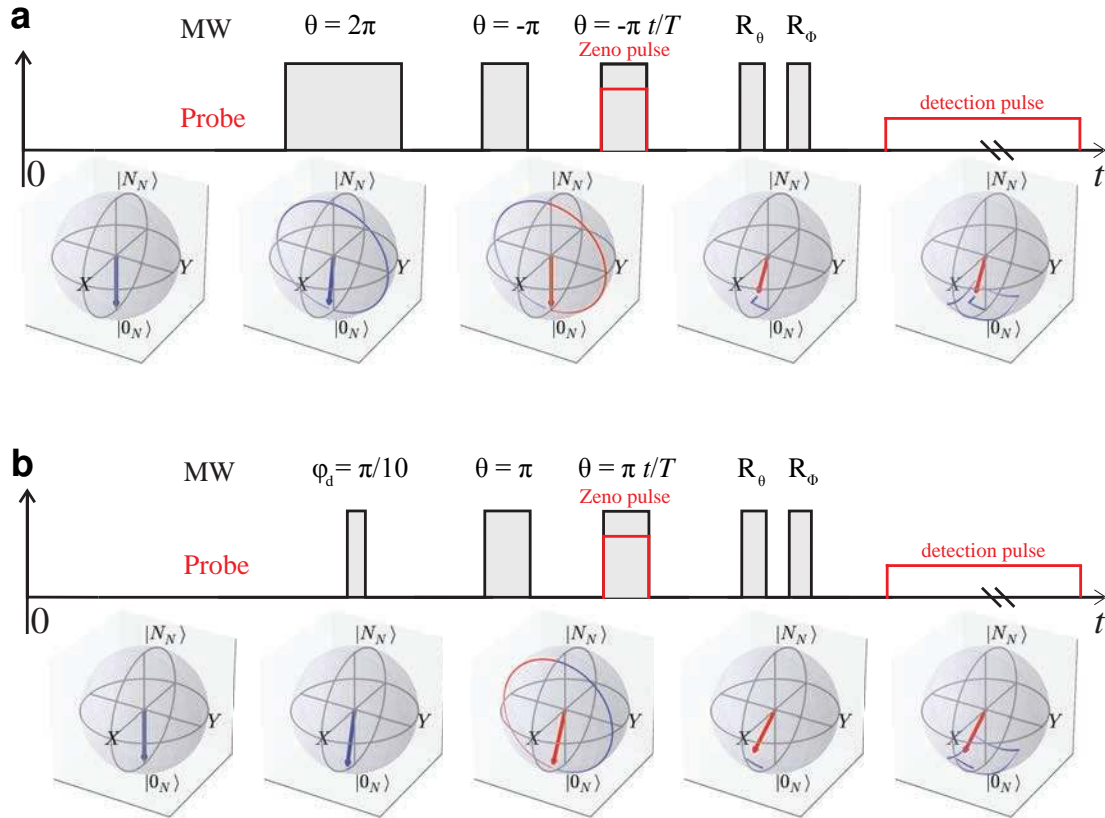 a
MW θ = 2π θ = -π θ = -π t/T R_θ R_Φ
Zeno pulse
Probe detection pulse
0 t
|N_N⟩ |N_N⟩ |N_N⟩ |N_N⟩ |N_N⟩
X Y X Y X Y X Y X Y
|0_N⟩ |0_N⟩ |0_N⟩ |0_N⟩ |0_N⟩
b
MW φ_d = π/10 θ = π θ = π t/T R_θ R_Φ
Zeno pulse
Probe detection pulse
0 t
|N_N⟩ |N_N⟩ |N_N⟩ |N_N⟩ |N_N⟩
X Y X Y X Y X Y X Y
|0_N⟩ |0_N⟩ |0_N⟩ |0_N⟩ |0_N⟩